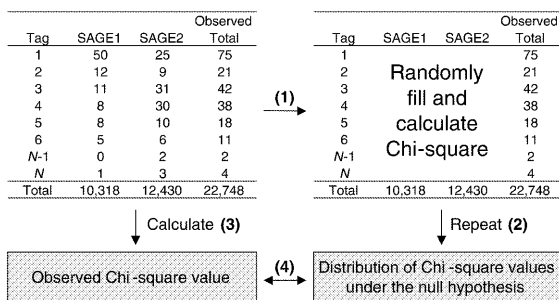 Observed
Tag SAGE1 SAGE2 Total
1 50 25 75
2 12 9 21
3 11 31 42
4 8 30 38
5 8 10 18
6 5 6 11
N-1 0 2 2
N 1 3 4
Total 10,318 12,430 22,748
(1)
Observed
Tag SAGE1 SAGE2 Total
1 75
2 21
3 42
4 38
5 18
6 11
N-1 2
N 4
Randomly
fill and
calculate
Chi-square
Total 10,318 12,430 22,748
Calculate (3)
Repeat (2)
Observed Chi-square value
(4)
Distribution of Chi-square values
under the null hypothesis